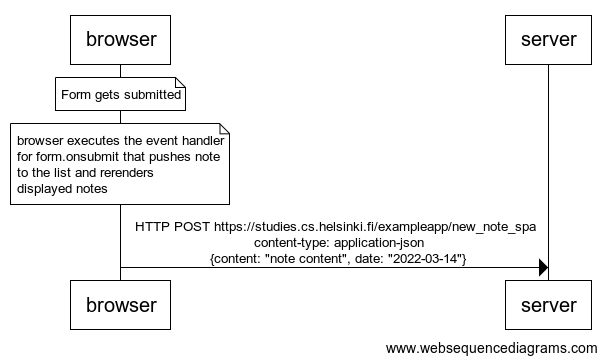 browser
server
Form gets submitted
browser executes the event handler
for form.onsubmit that pushes note
to the list and rerenders
displayed notes
HTTP POST https://studies.cs.helsinki.fi/exampleapp/new_note_spa
content-type: application-json
{content: "note content", date: "2022-03-14"}
browser
server
www.websequencediagrams.com